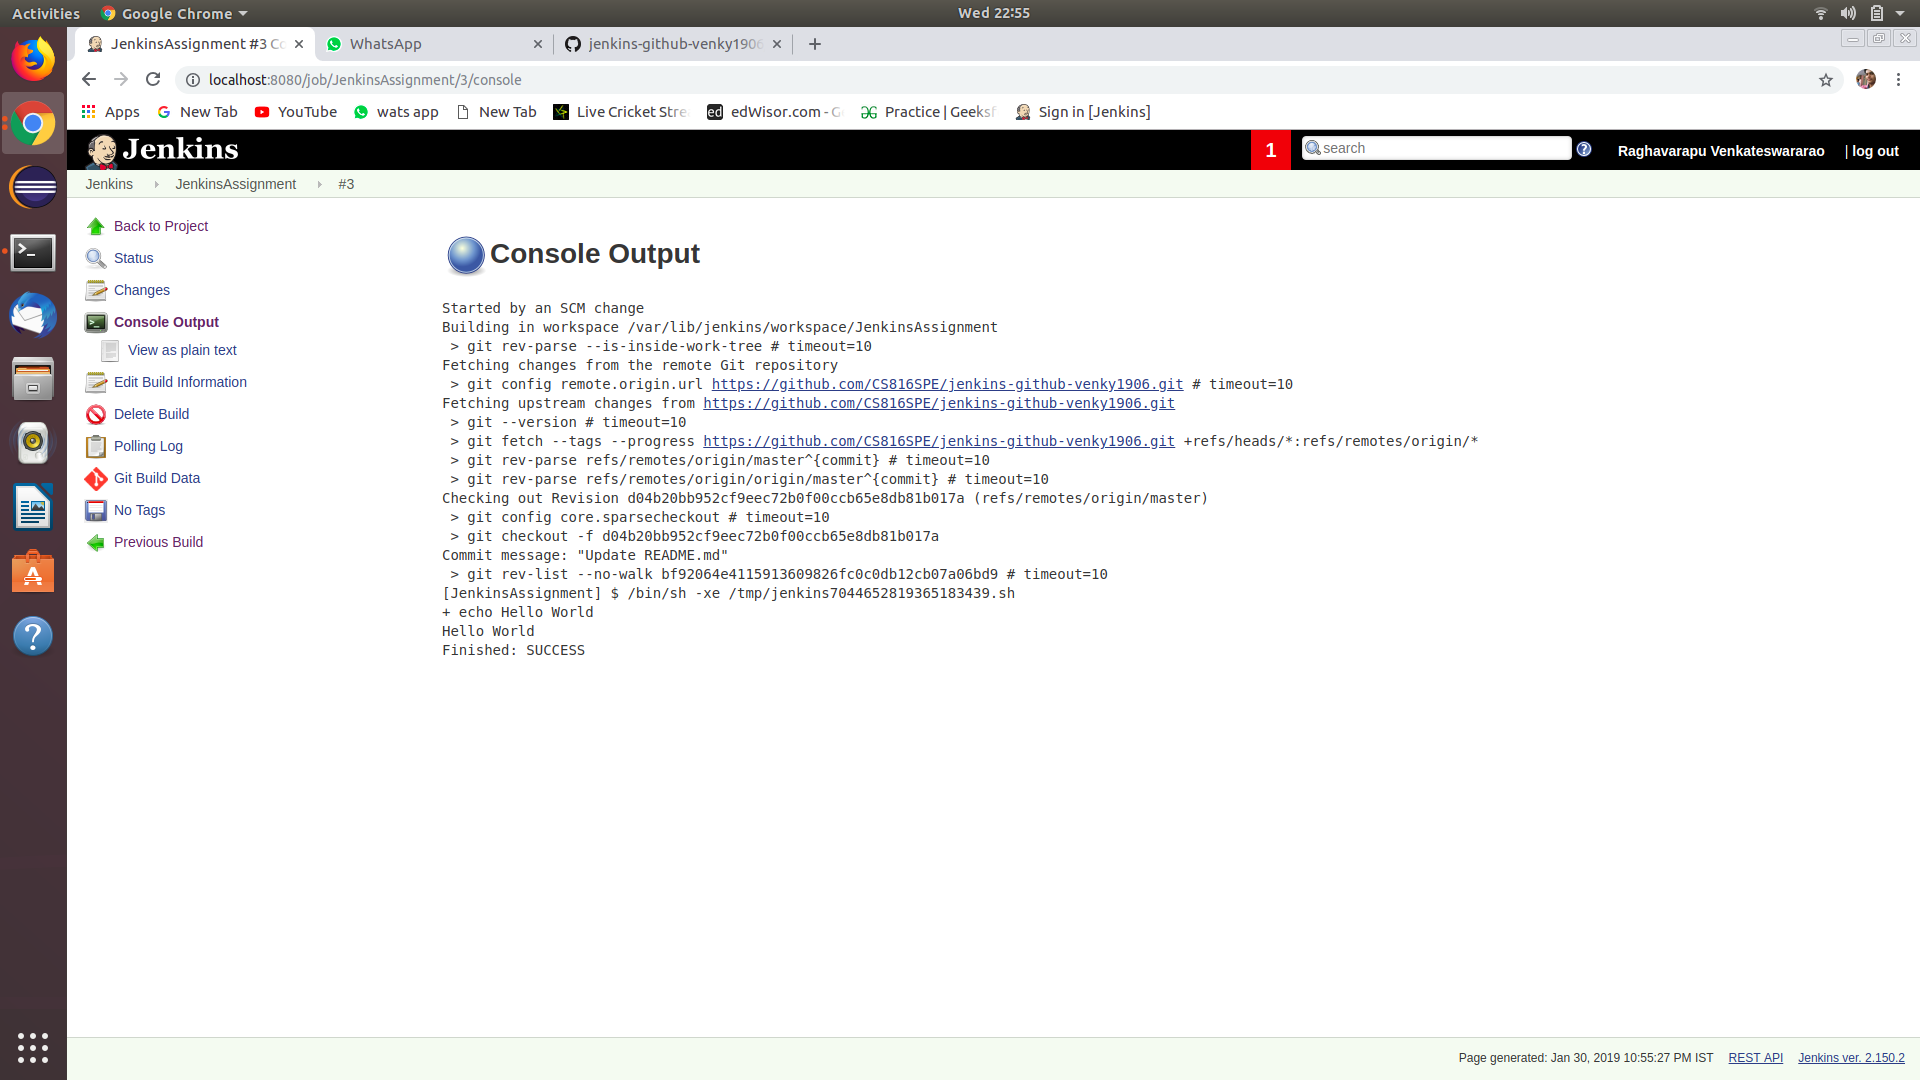 Activities Google Chrome Wed 22:55
JenkinsAssignment #3 Co WhatsApp jenkins-github-venky1906
localhost:8080/job/JenkinsAssignment/3/console
Apps New Tab YouTube wats app New Tab Live Cricket Stre ed edWisor.com - G Practice | Geeksf Sign in [Jenkins]
Jenkins 1 search Raghavarapu Venkateswararao | log out
Jenkins JenkinsAssignment #3
Back to Project
Status
Changes
Console Output
View as plain text
Edit Build Information
Delete Build
Polling Log
Git Build Data
No Tags
Previous Build
Console Output
Started by an SCM change
Building in workspace /var/lib/jenkins/workspace/JenkinsAssignment
> git rev-parse --is-inside-work-tree # timeout=10
Fetching changes from the remote Git repository
> git config remote.origin.url https://github.com/CS816SPE/jenkins-github-venky1906.git # timeout=10
Fetching upstream changes from https://github.com/CS816SPE/jenkins-github-venky1906.git
> git --version # timeout=10
> git fetch --tags --progress https://github.com/CS816SPE/jenkins-github-venky1906.git +refs/heads/*:refs/remotes/origin/*
> git rev-parse refs/remotes/origin/master^{commit} # timeout=10
> git rev-parse refs/remotes/origin/origin/master^{commit} # timeout=10
Checking out Revision d04b20bb952cf9eec72b0f00ccb65e8db81b017a (refs/remotes/origin/master)
> git config core.sparsecheckout # timeout=10
> git checkout -f d04b20bb952cf9eec72b0f00ccb65e8db81b017a
Commit message: "Update README.md"
> git rev-list --no-walk bf92064e4115913609826fc0c0db12cb07a06bd9 # timeout=10
[JenkinsAssignment] $ /bin/sh -xe /tmp/jenkins7044652819365183439.sh
+ echo Hello World
Hello World
Finished: SUCCESS
Page generated: Jan 30, 2019 10:55:27 PM IST REST API Jenkins ver. 2.150.2